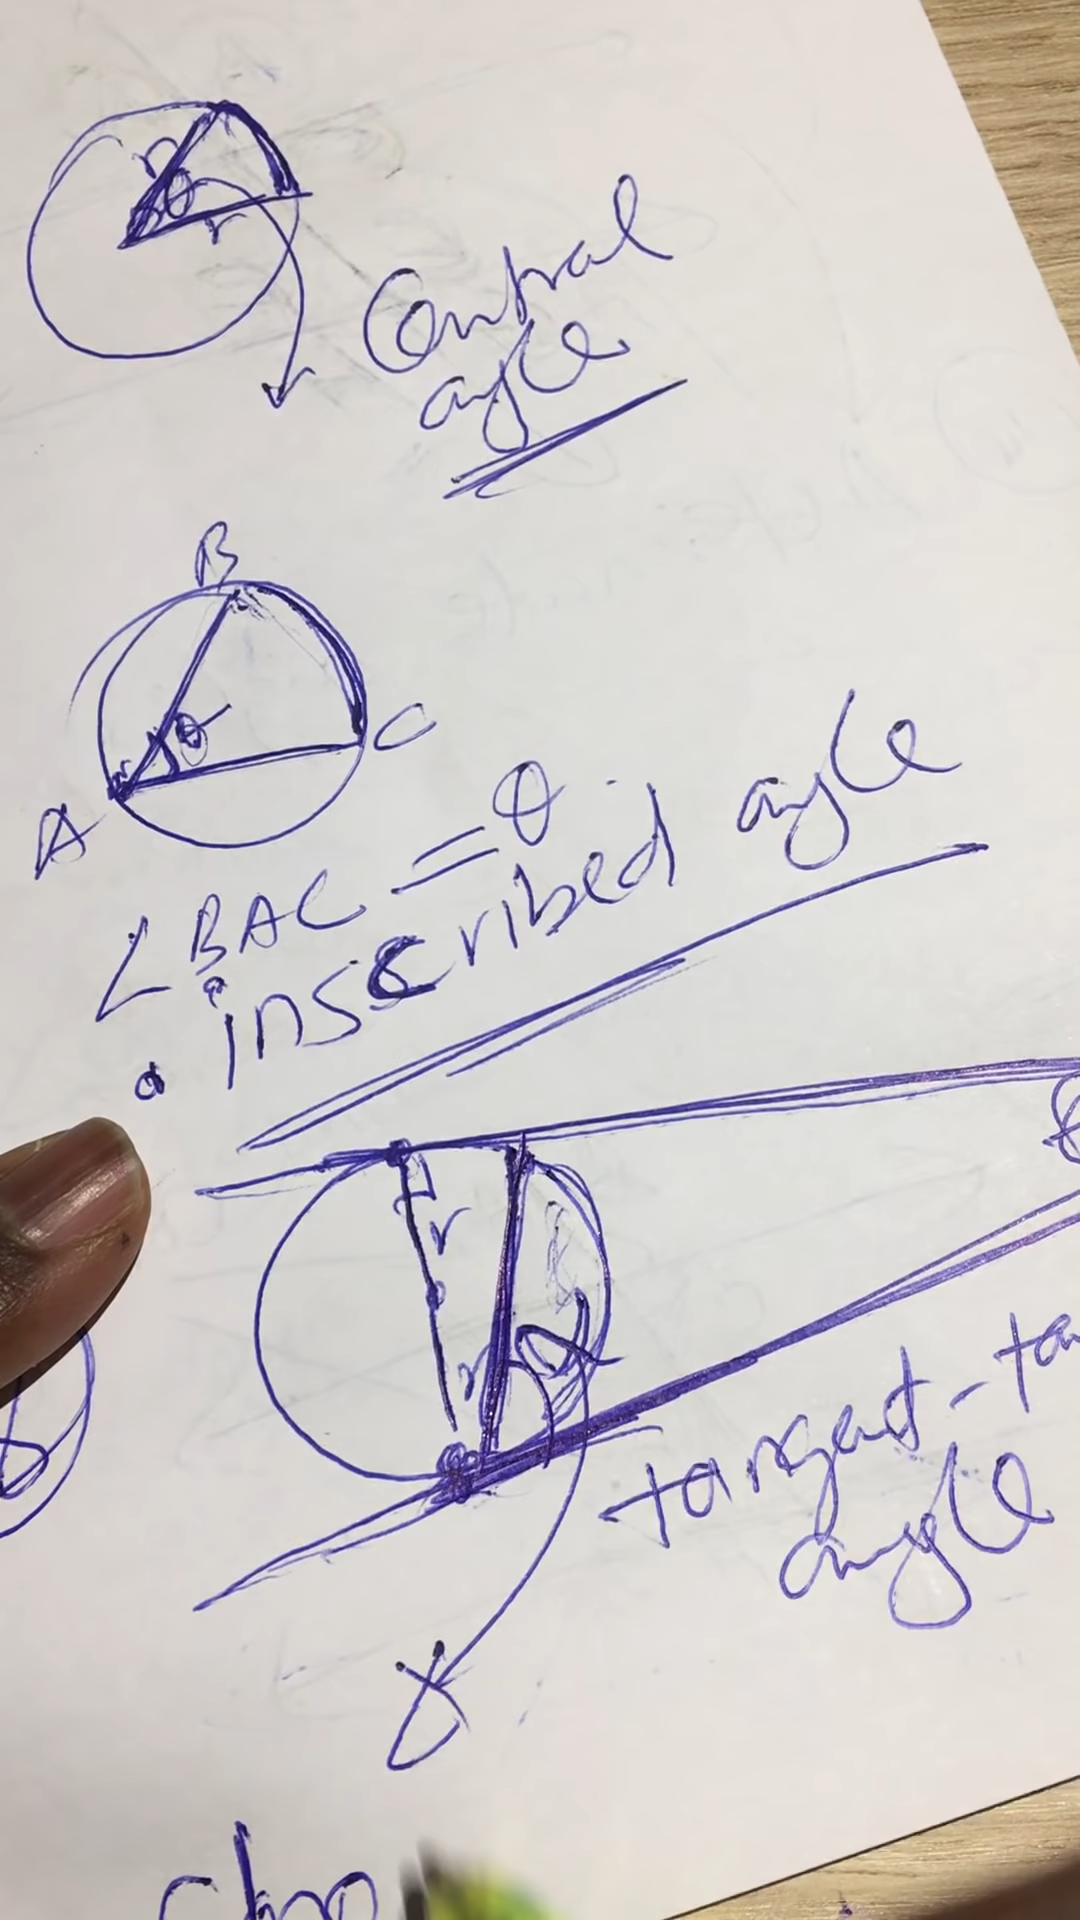 r
θ
r
Central
angle
B
θ
C
A
∠BAC = θ
inscribed angle
r
r
tangent-ta
angle